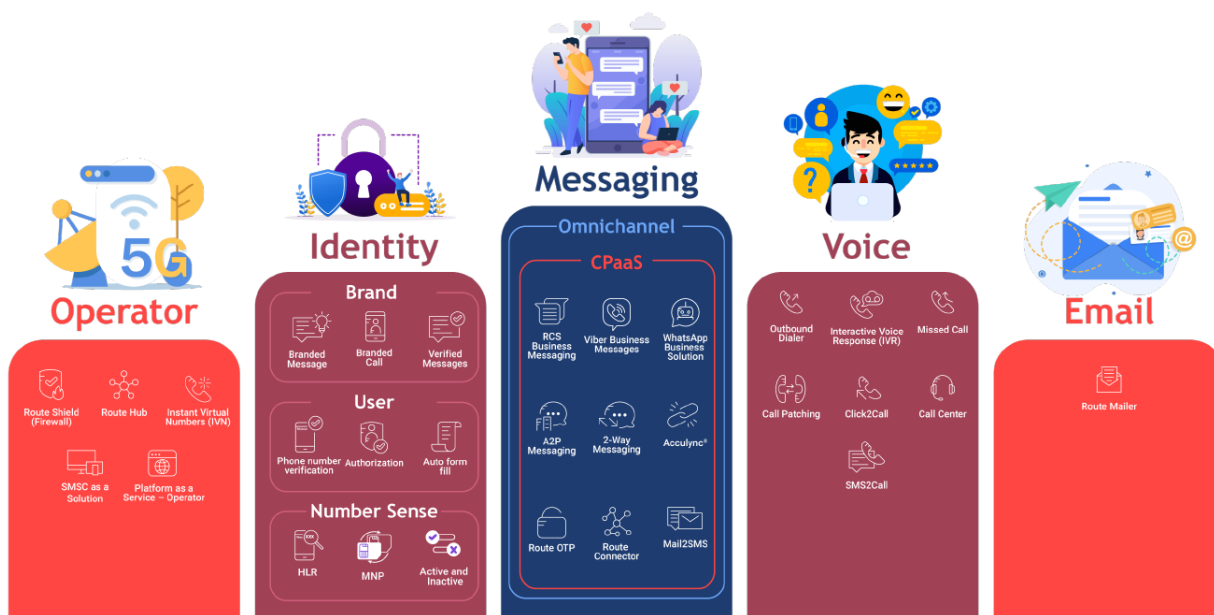 5G
Operator
Route Shield
(Firewall)
Route Hub
Instant Virtual
Numbers (IVN)
SMSC as a
Solution
Platform as a
Service – Operator
Identity
Brand
Branded
Message
Branded
Call
Verified
Messages
User
Phone number
verification
Authorization
Auto form
fill
Number Sense
XXX
HLR
MNP
Active and
Inactive
Messaging
Omnichannel
CPaaS
RCS
Business
Messaging
Viber Business
Messages
WhatsApp
Business
Solution
A2P
Messaging
2-Way
Messaging
Acculync®
Route OTP
Route
Connector
Mail2SMS
?
Voice
Outbound
Dialer
Interactive Voice
Response (IVR)
Missed Call
Call Patching
Click2Call
Call Center
SMS2Call
@
Email
Route Mailer